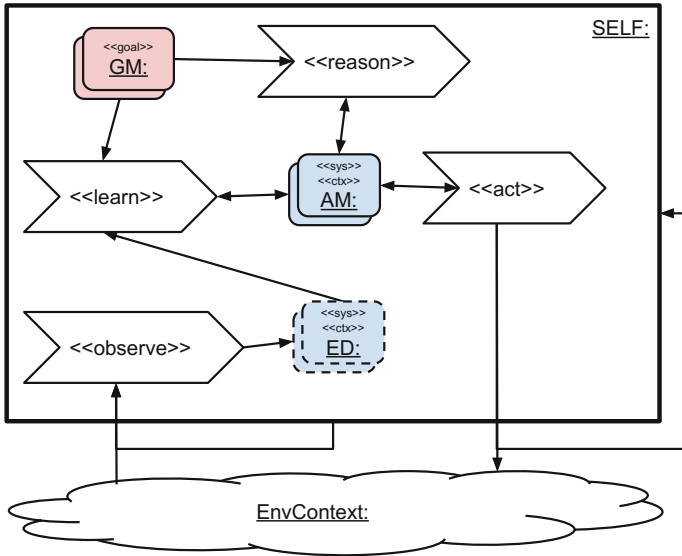 SELF:
<<goal>>
GM:
<<reason>>
<<sys>>
<<ctx>>
AM:
<<learn>>
<<act>>
<<sys>>
<<ctx>>
ED:
<<observe>>
EnvContext: